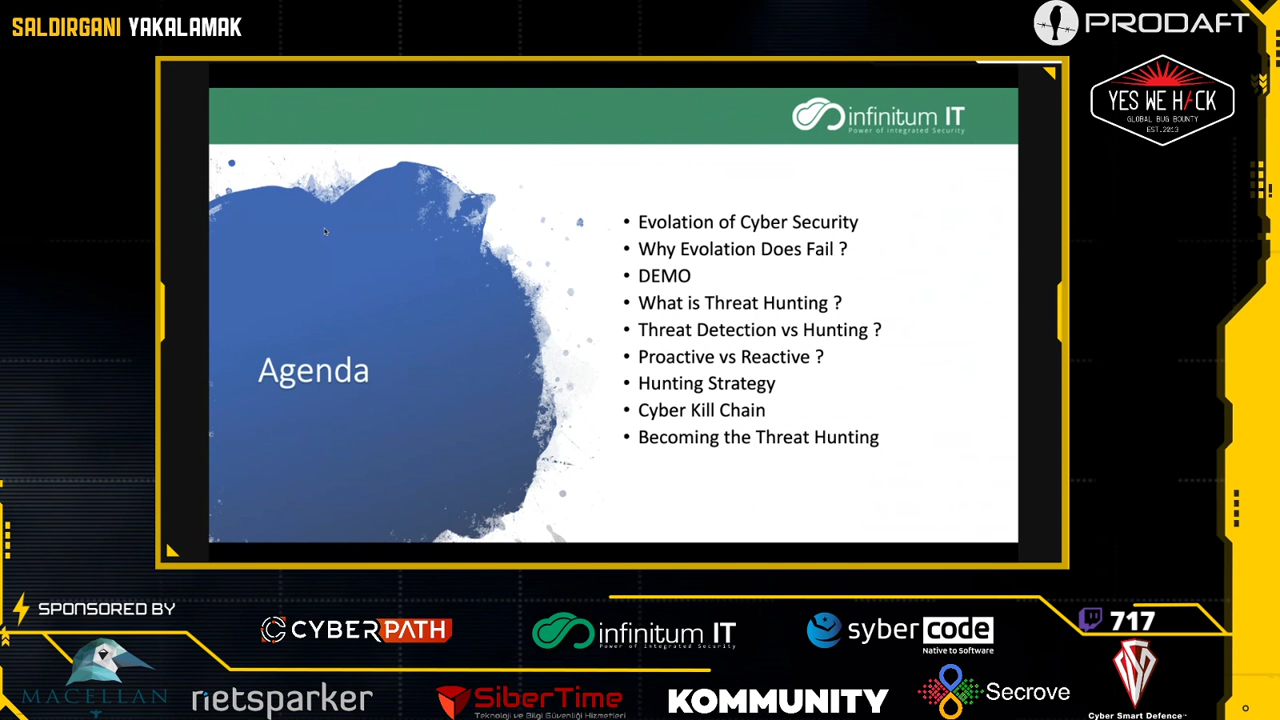 SALDIRGANI YAKALAMAK
PRODAFT
YES WE H/CK
GLOBAL BUG BOUNTY
EST.2013
infinitum IT
Power of Integrated Security
Agenda
• Evolation of Cyber Security
• Why Evolation Does Fail ?
• DEMO
• What is Threat Hunting ?
• Threat Detection vs Hunting ?
• Proactive vs Reactive ?
• Hunting Strategy
• Cyber Kill Chain
• Becoming the Threat Hunting
SPONSORED BY
CYBERPATH
infinitum IT
Power of Integrated Security
syber code
Native to Software
717
MACELLAN
netsparker
SiberTime
Teknoloji ve Bilgi Güvenliği Hizmetleri
KOMMUNITY
Secrove
Cyber Smart Defence™